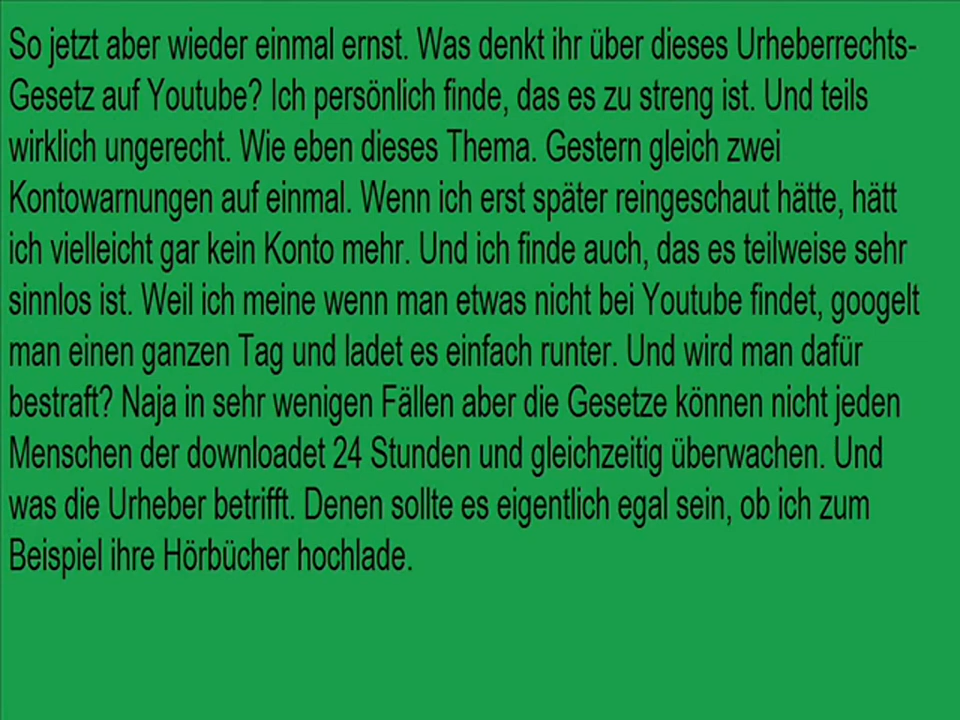 So jetzt aber wieder einmal ernst. Was denkt ihr über dieses Urheberrechts-
Gesetz auf Youtube? Ich persönlich finde, das es zu streng ist. Und teils
wirklich ungerecht. Wie eben dieses Thema. Gestern gleich zwei
Kontowarnungen auf einmal. Wenn ich erst später reingeschaut hätte, hätt
ich vielleicht gar kein Konto mehr. Und ich finde auch, das es teilweise sehr
sinnlos ist. Weil ich meine wenn man etwas nicht bei Youtube findet, googelt
man einen ganzen Tag und ladet es einfach runter. Und wird man dafür
bestraft? Naja in sehr wenigen Fällen aber die Gesetze können nicht jeden
Menschen der downloadet 24 Stunden und gleichzeitig überwachen. Und
was die Urheber betrifft. Denen sollte es eigentlich egal sein, ob ich zum
Beispiel ihre Hörbücher hochlade.